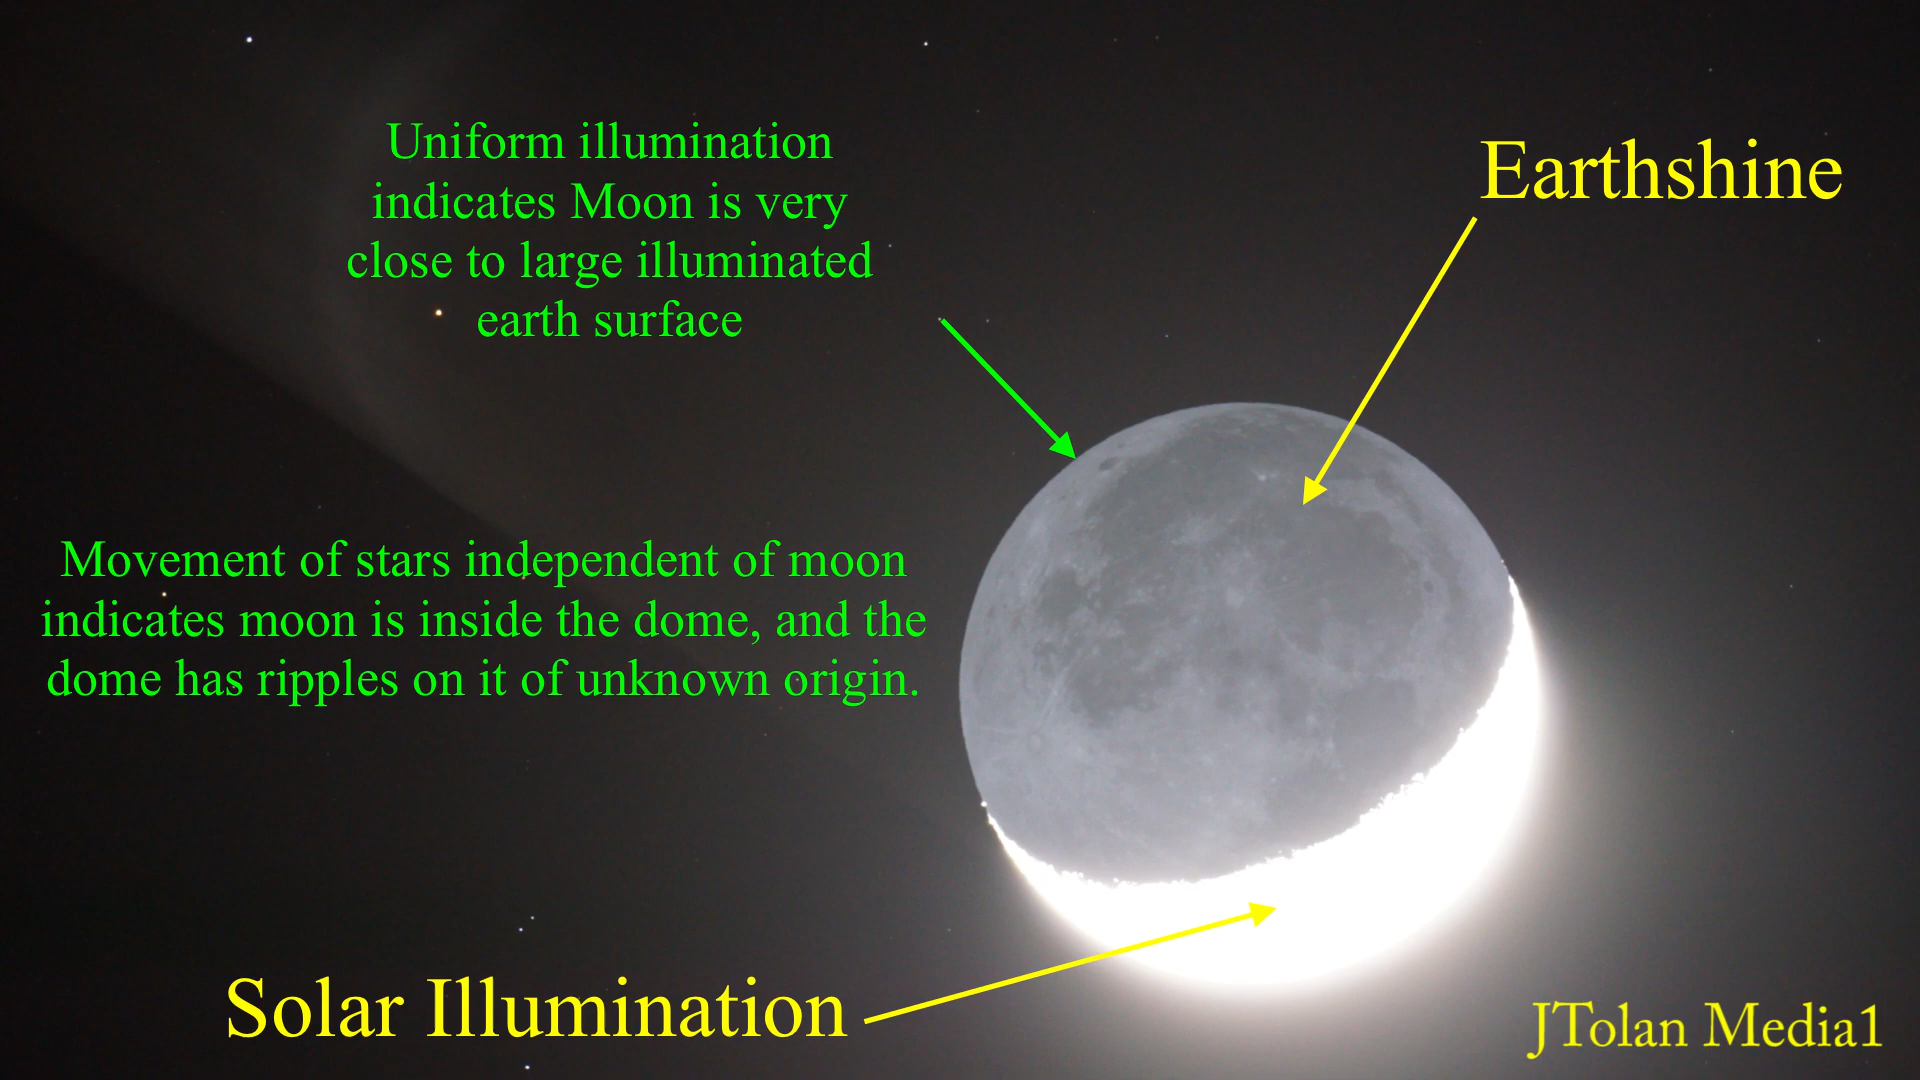 Uniform illumination
indicates Moon is very
close to large illuminated
earth surface
Earthshine
Movement of stars independent of moon
indicates moon is inside the dome, and the
dome has ripples on it of unknown origin.
Solar Illumination
JTolan Media1